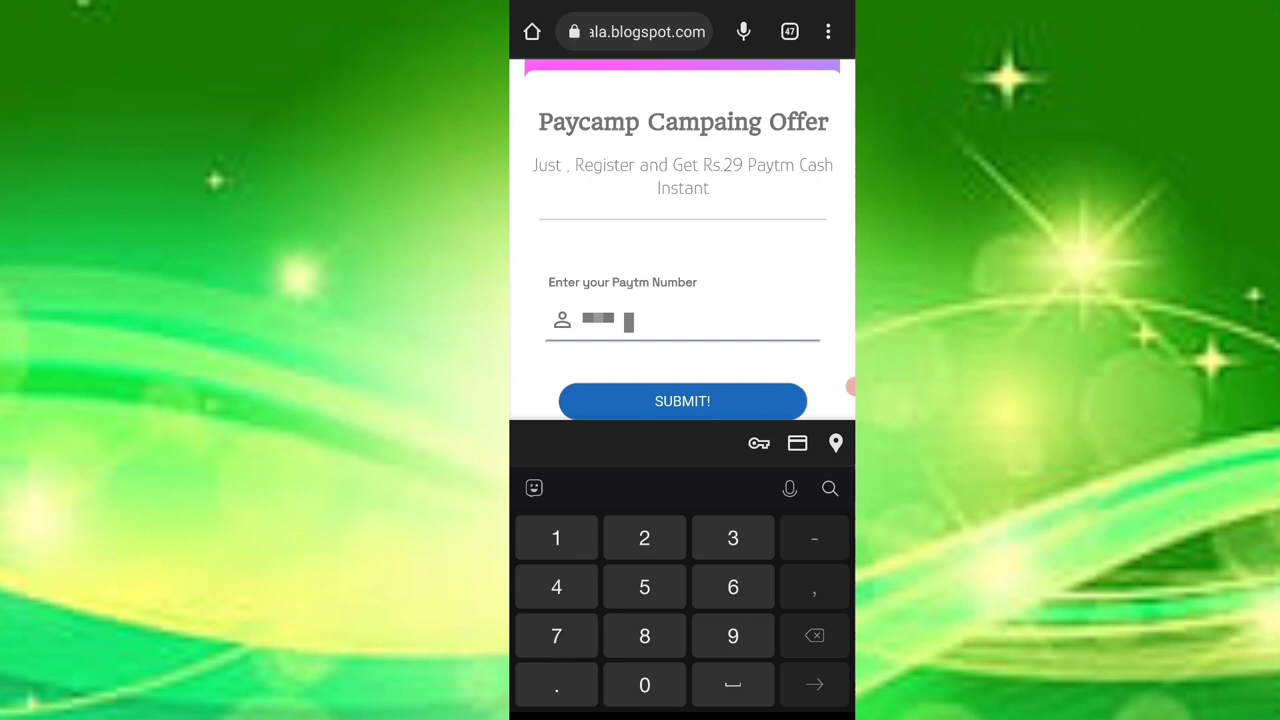 ala.blogspot.com
47
Paycamp Campaing Offer
Just , Register and Get Rs.29 Paytm Cash
Instant
Enter your Paytm Number
SUBMIT!
1 2 3 -
4 5 6 ,
7 8 9
. 0